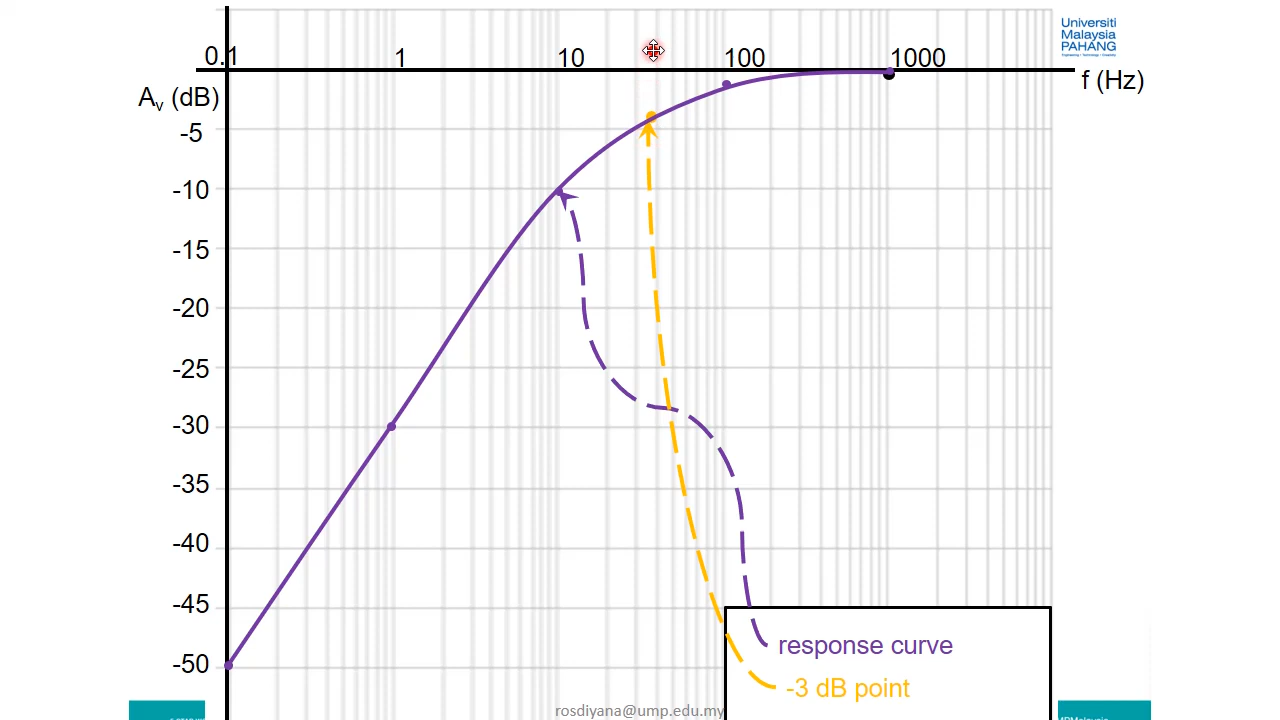 Universiti
Malaysia
PAHANG
0.1
1
10
100
1000
f (Hz)
Av (dB)
-5
-10
-15
-20
-25
-30
-35
-40
-45
-50
response curve
-3 dB point
rosdiyana@ump.edu.my